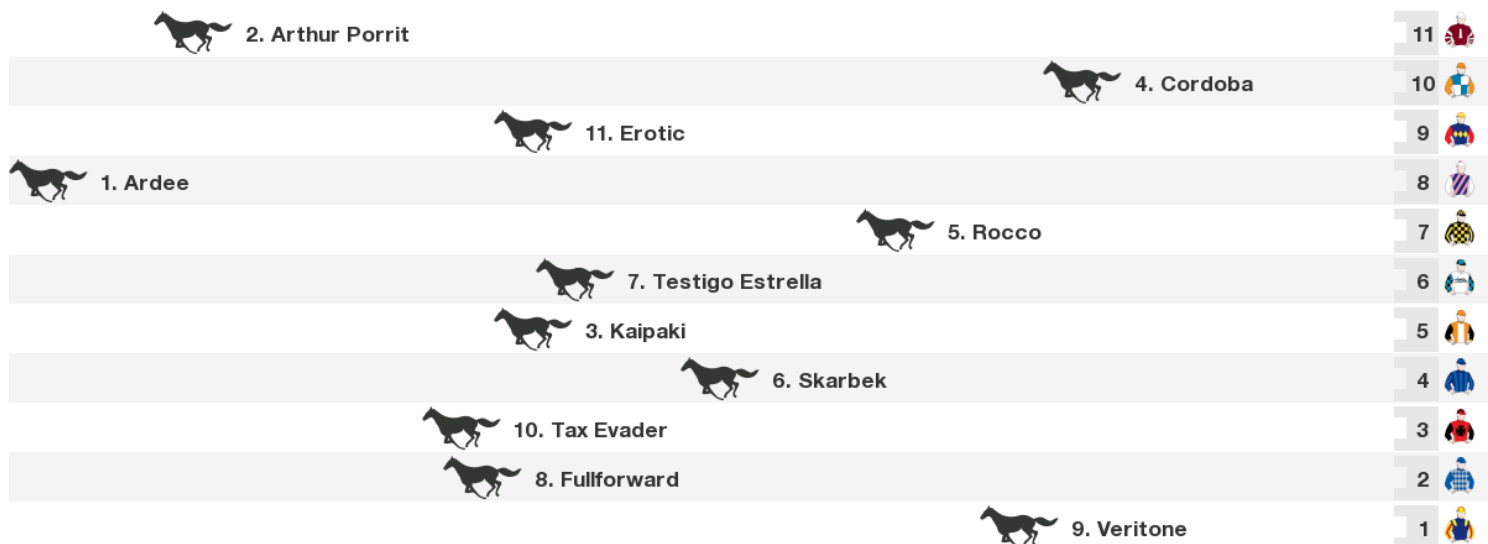 2. Arthur Porrit 11
4. Cordoba 10
11. Erotic 9
1. Ardee 8
5. Rocco 7
7. Testigo Estrella 6
3. Kaipaki 5
6. Skarbek 4
10. Tax Evader 3
8. Fullforward 2
9. Veritone 1